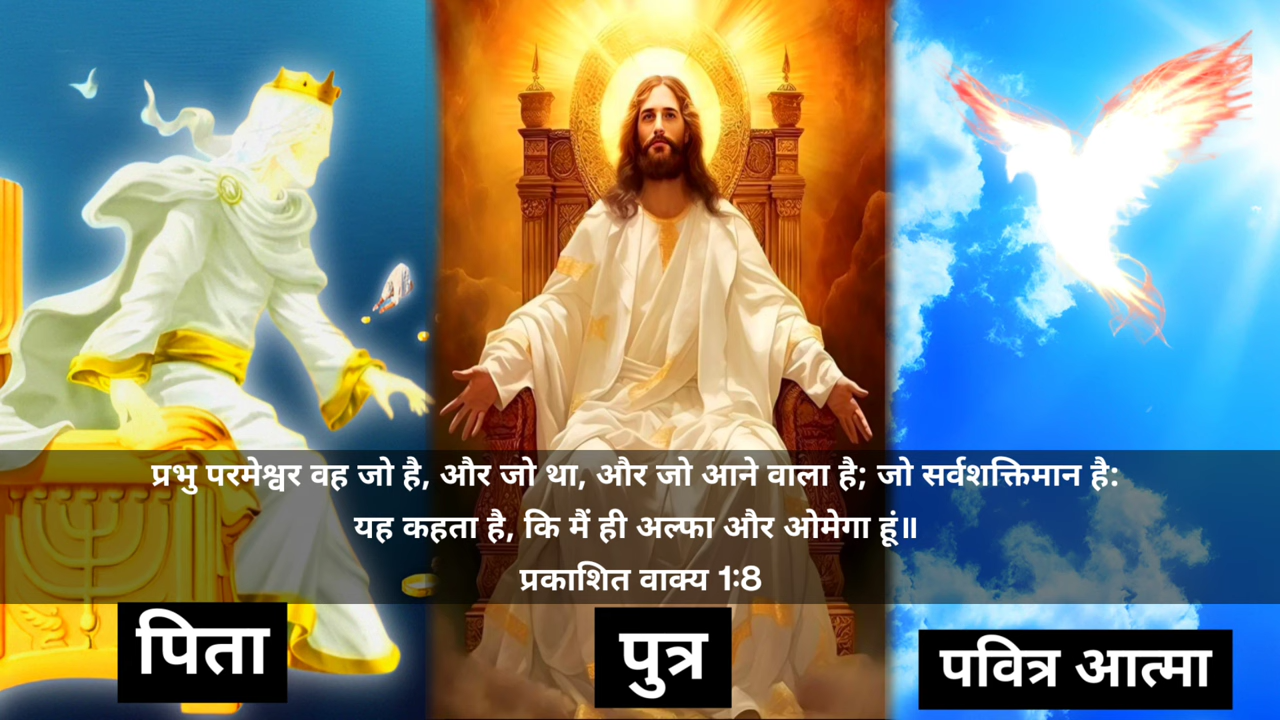 प्रभु परमेश्वर वह जो है, और जो था, और जो आने वाला है; जो सर्वशक्तिमान है:
यह कहता है, कि मैं ही अल्फा और ओमेगा हूं॥
प्रकाशित वाक्य 1:8
पिता
पुत्र
पवित्र आत्मा